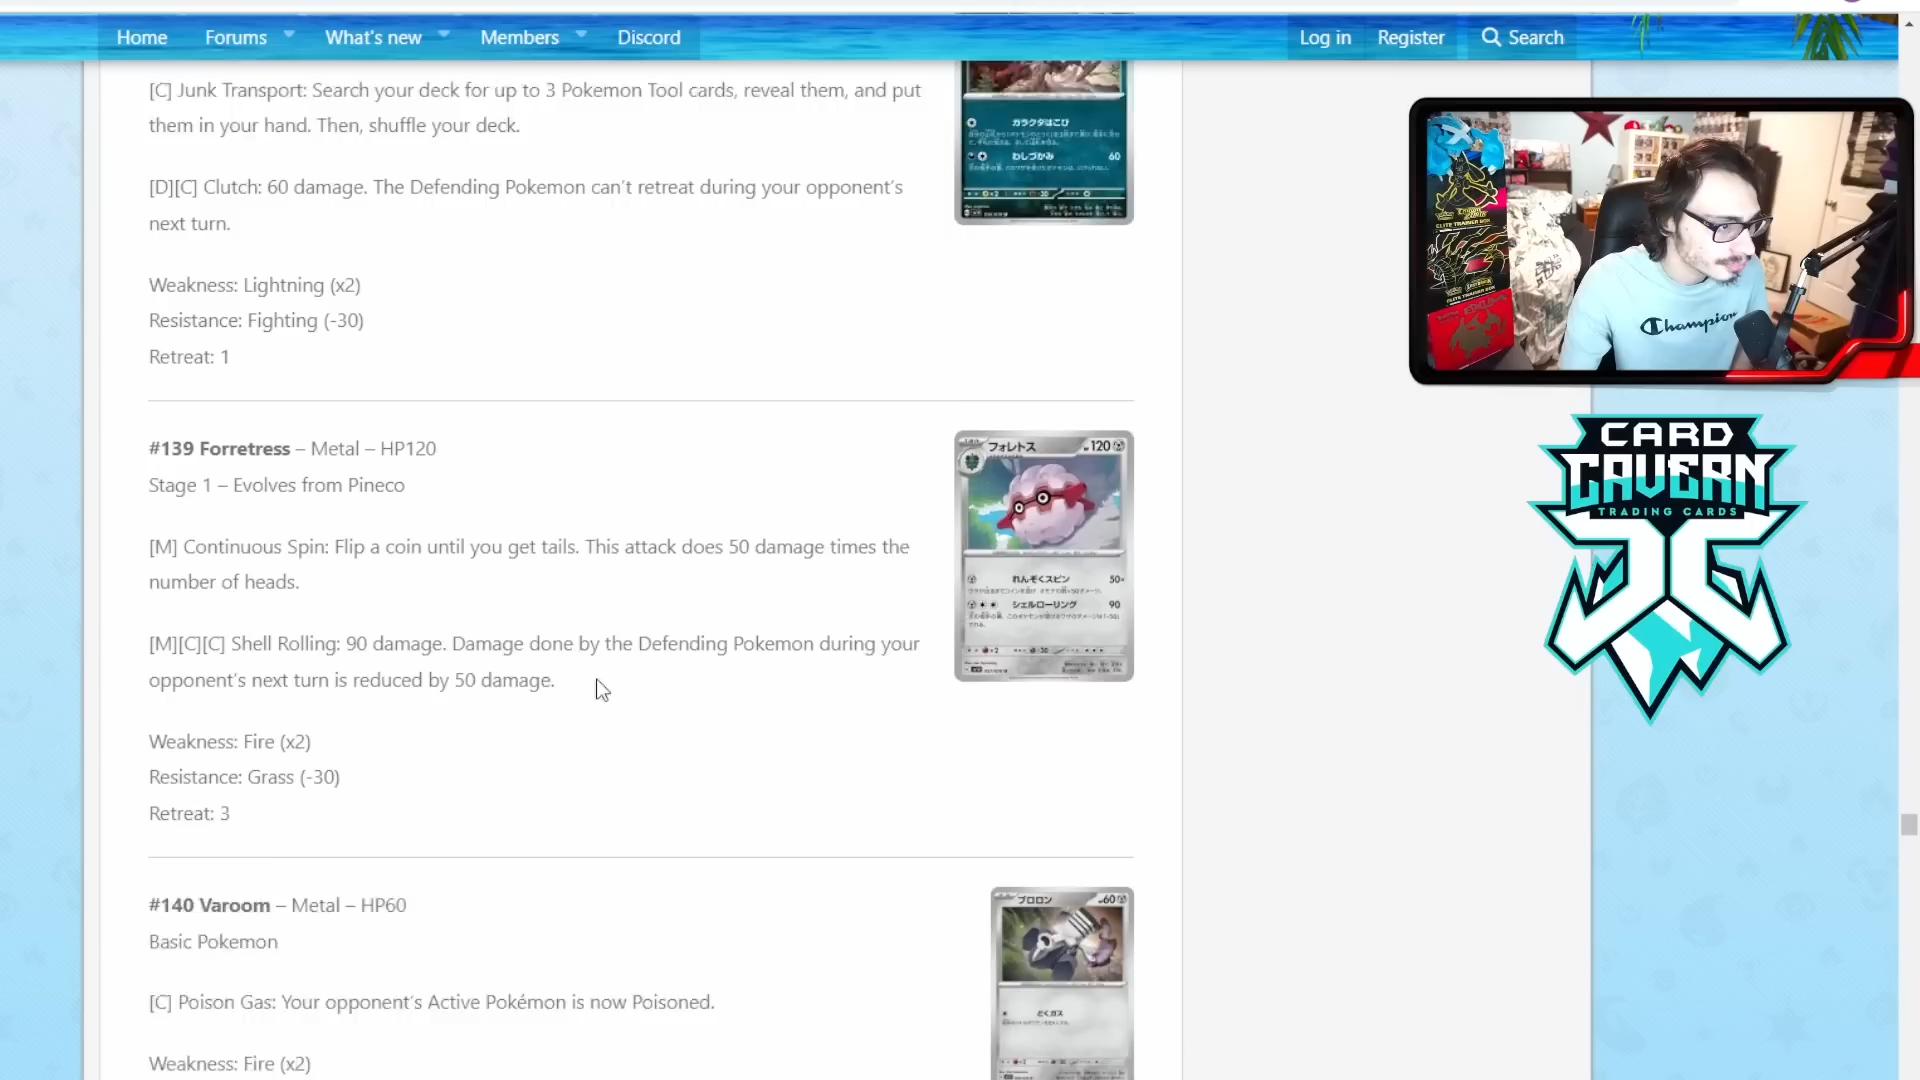 Home
Forums
What's new
Members
Discord
Log in
Register
Search
[C] Junk Transport: Search your deck for up to 3 Pokemon Tool cards, reveal them, and put
them in your hand. Then, shuffle your deck.
[D][C] Clutch: 60 damage. The Defending Pokemon can't retreat during your opponent's
next turn.
Weakness: Lightning (x2)
Resistance: Fighting (-30)
Retreat: 1
ガラクタはこび
わしづかみ 60
#139 Forretress – Metal – HP120
Stage 1 – Evolves from Pineco
[M] Continuous Spin: Flip a coin until you get tails. This attack does 50 damage times the
number of heads.
[M][C][C] Shell Rolling: 90 damage. Damage done by the Defending Pokemon during your
opponent's next turn is reduced by 50 damage.
Weakness: Fire (x2)
Resistance: Grass (-30)
Retreat: 3
フォレトス 120
れんぞくスピン 50×
シェルローリング 90
#140 Varoom – Metal – HP60
Basic Pokemon
[C] Poison Gas: Your opponent's Active Pokémon is now Poisoned.
Weakness: Fire (x2)
ブロロン 60
どくガス
Champion
ELITE TRAINER BOX
CARD
CAVERN
TRADING CARDS